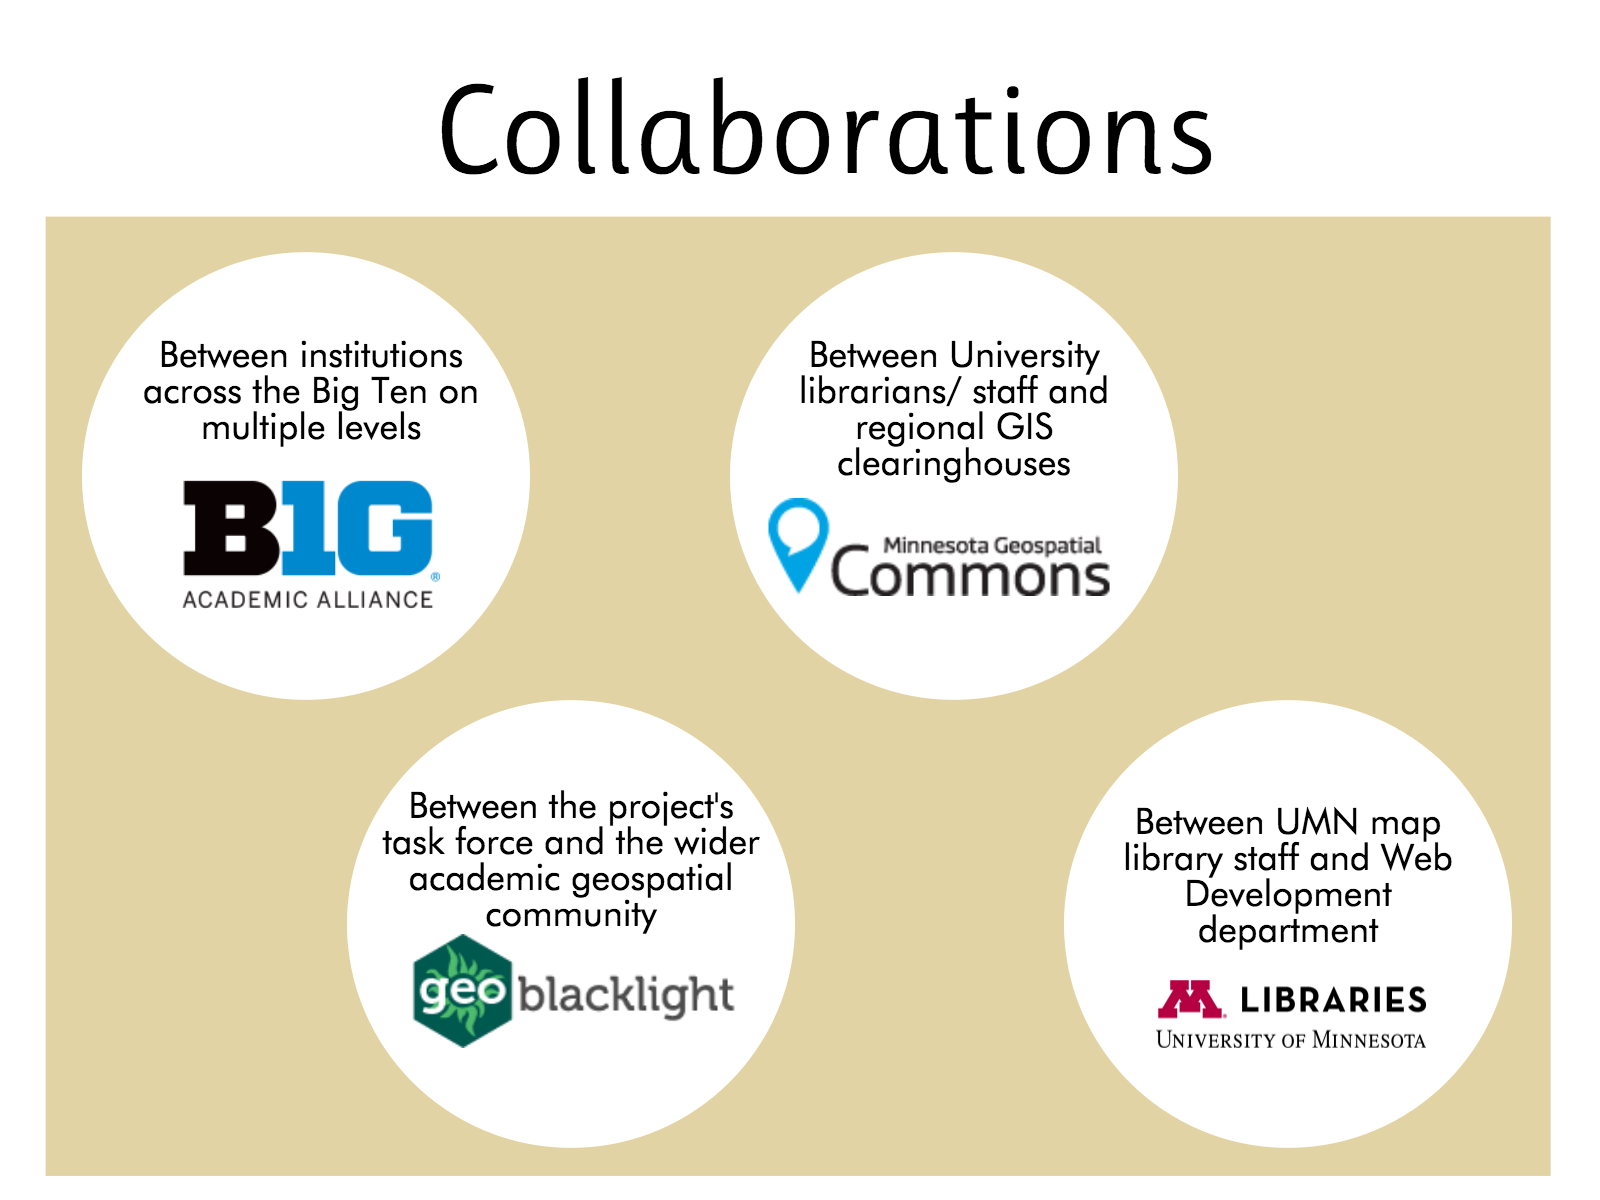 Collaborations
Between institutions
across the Big Ten on
multiple levels
B1G
®
ACADEMIC ALLIANCE
Between University
librarians/ staff and
regional GIS
clearinghouses
Minnesota Geospatial
Commons
Between the project's
task force and the wider
academic geospatial
community
geo blacklight
Between UMN map
library staff and Web
Development
department
M LIBRARIES
UNIVERSITY OF MINNESOTA